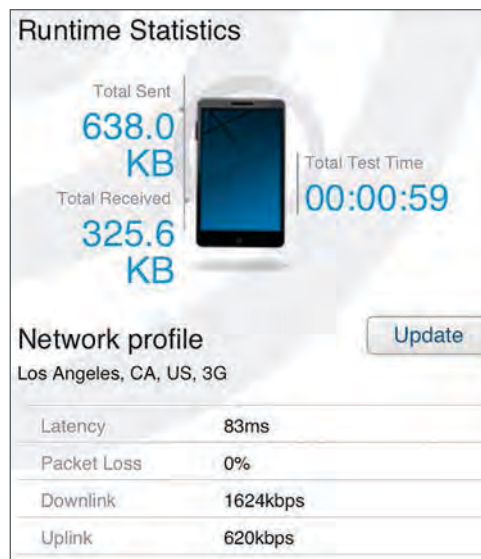 Runtime Statistics
Total Sent
638.0
KB
Total Received
325.6
KB
Total Test Time
00:00:59
Network profile
Update
Los Angeles, CA, US, 3G
Latency 83ms
Packet Loss 0%
Downlink 1624kbps
Uplink 620kbps